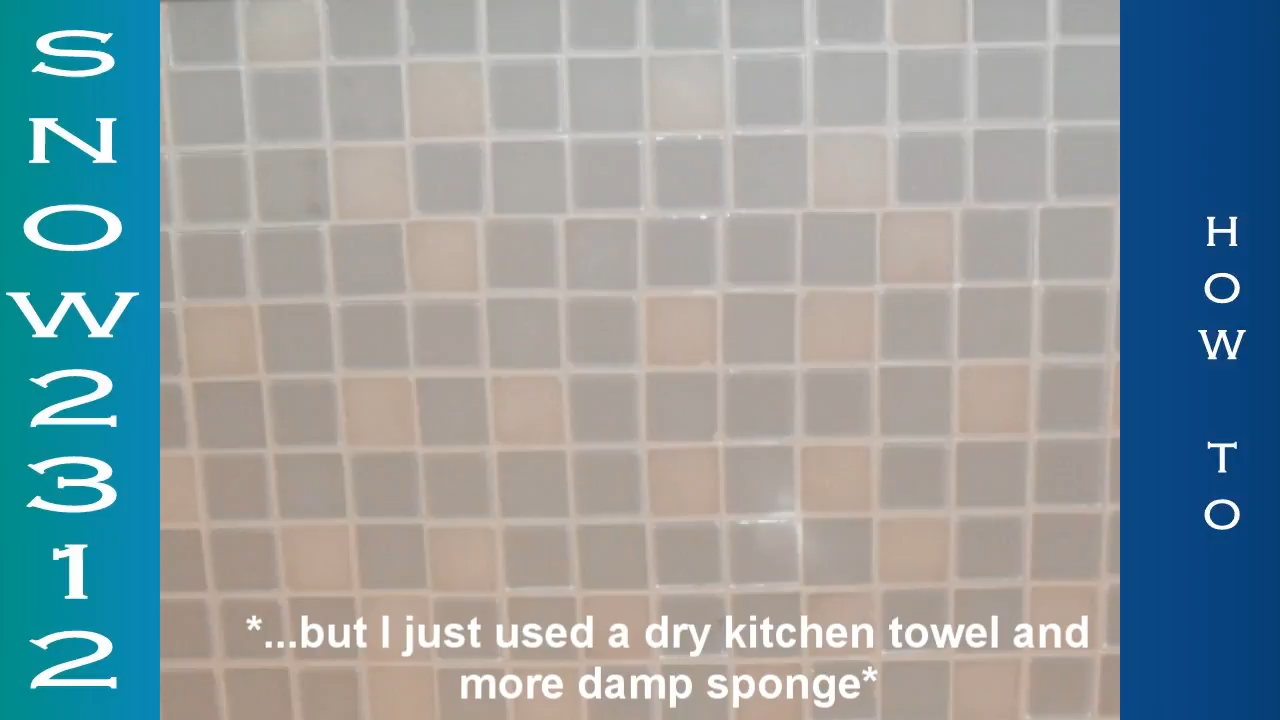 SNOW2312
*...but I just used a dry kitchen towel and
more damp sponge*
HOW TO